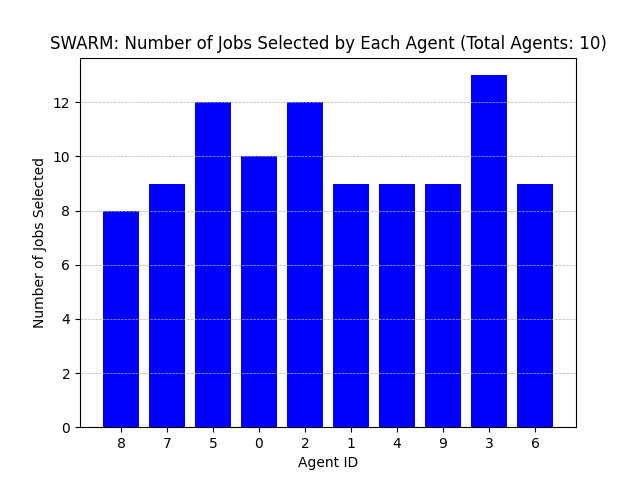 SWARM: Number of Jobs Selected by Each Agent (Total Agents: 10)
Number of Jobs Selected
12
10
8
6
4
2
0
8 7 5 0 2 1 4 9 3 6
Agent ID